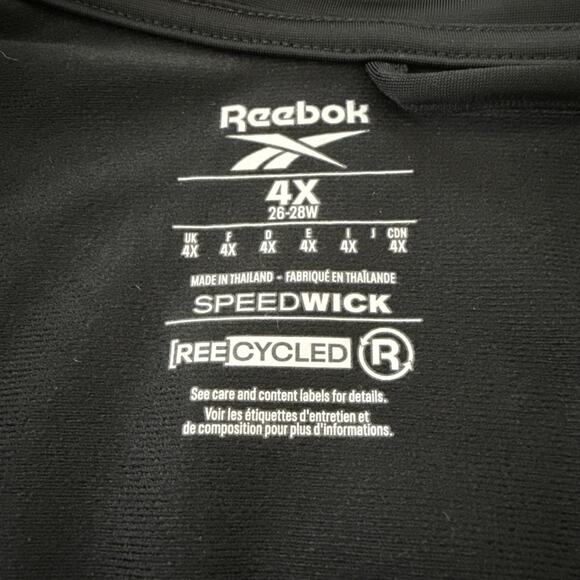 Reebok
4X
26-28W
UK F D E I J CDN
4X 4X 4X 4X 4X 4X
MADE IN THAILAND - FABRIQUÉ EN THAÏLANDE
SPEEDWICK
[REE]CYCLED R
See care and content labels for details.
Voir les étiquettes d'entretien et
de composition pour plus d'informations.